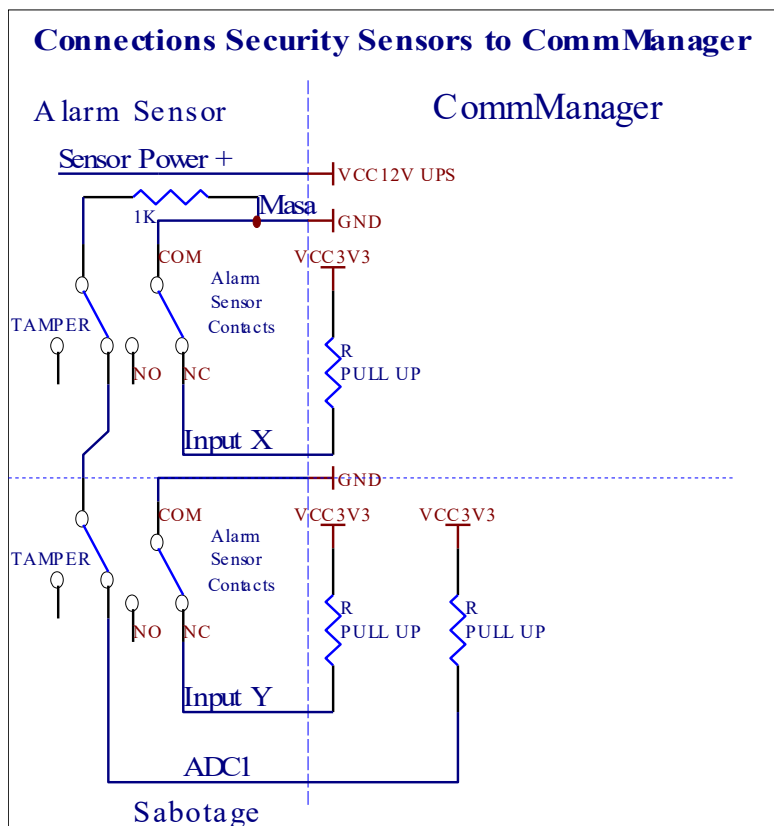 Connections Security Sensors to CommManager
Alarm Sensor
CommManager
Sensor Power +
VCC12V UPS
Masa
GND
1K
COM
VCC3V3
Alarm
Sensor
Contacts
TAMPER
NO
NC
R
PULL UP
Input X
GND
COM
VCC3V3
VCC3V3
Alarm
Sensor
Contacts
TAMPER
NO
NC
R
PULL UP
R
PULL UP
Input Y
ADC1
Sabotage